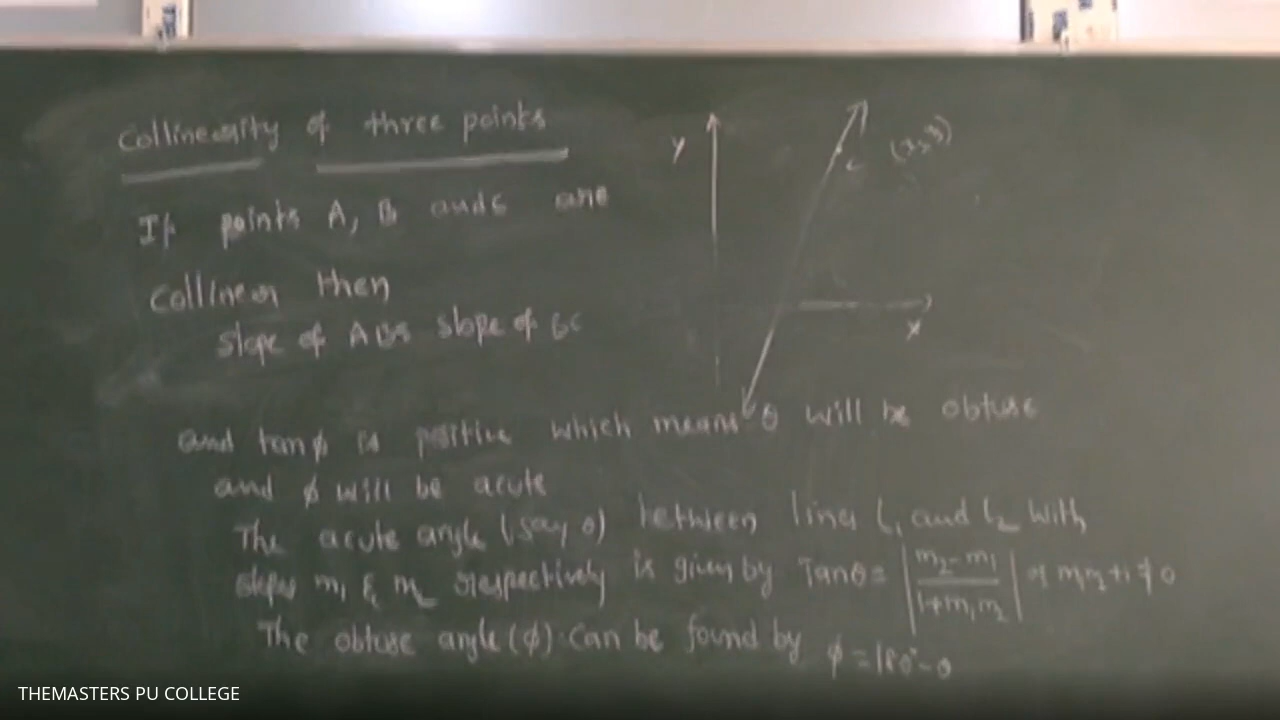 Collinearity of three points
If points A, B and C are
Collinear then
Slope of AB= slope of BC
Y
C
(3,3)
X
and tanφ is positive which means θ will be obtuse
and φ will be acute
The acute angle (say θ) between lines L₁ and L₂ with
slopes m₁ & m₂ respectively is given by Tanθ= |m₂-m₁/1+m₁m₂| if m₁m₂+1≠0
The obtuse angle (φ) can be found by φ=180°-θ
THEMASTERS PU COLLEGE